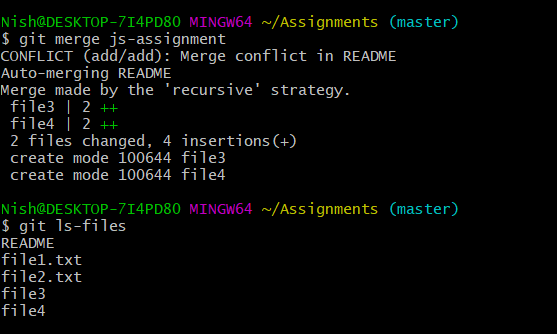 Nish@DESKTOP-7I4PD8O MINGW64 ~/Assignments (master)
$ git merge js-assignment
CONFLICT (add/add): Merge conflict in README
Auto-merging README
Merge made by the 'recursive' strategy.
file3 | 2 ++
file4 | 2 ++
2 files changed, 4 insertions(+)
create mode 100644 file3
create mode 100644 file4
Nish@DESKTOP-7I4PD8O MINGW64 ~/Assignments (master)
$ git ls-files
README
file1.txt
file2.txt
file3
file4